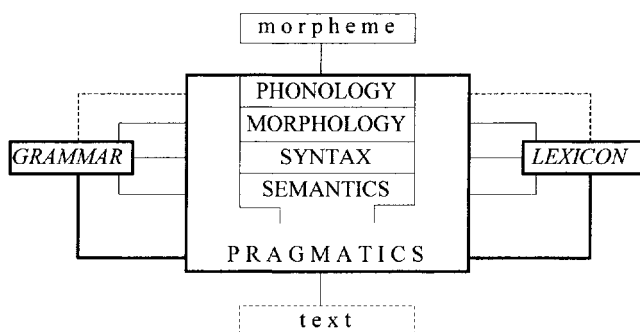 morpheme
PHONOLOGY
MORPHOLOGY
GRAMMAR
SYNTAX
LEXICON
SEMANTICS
PRAGMATICS
text